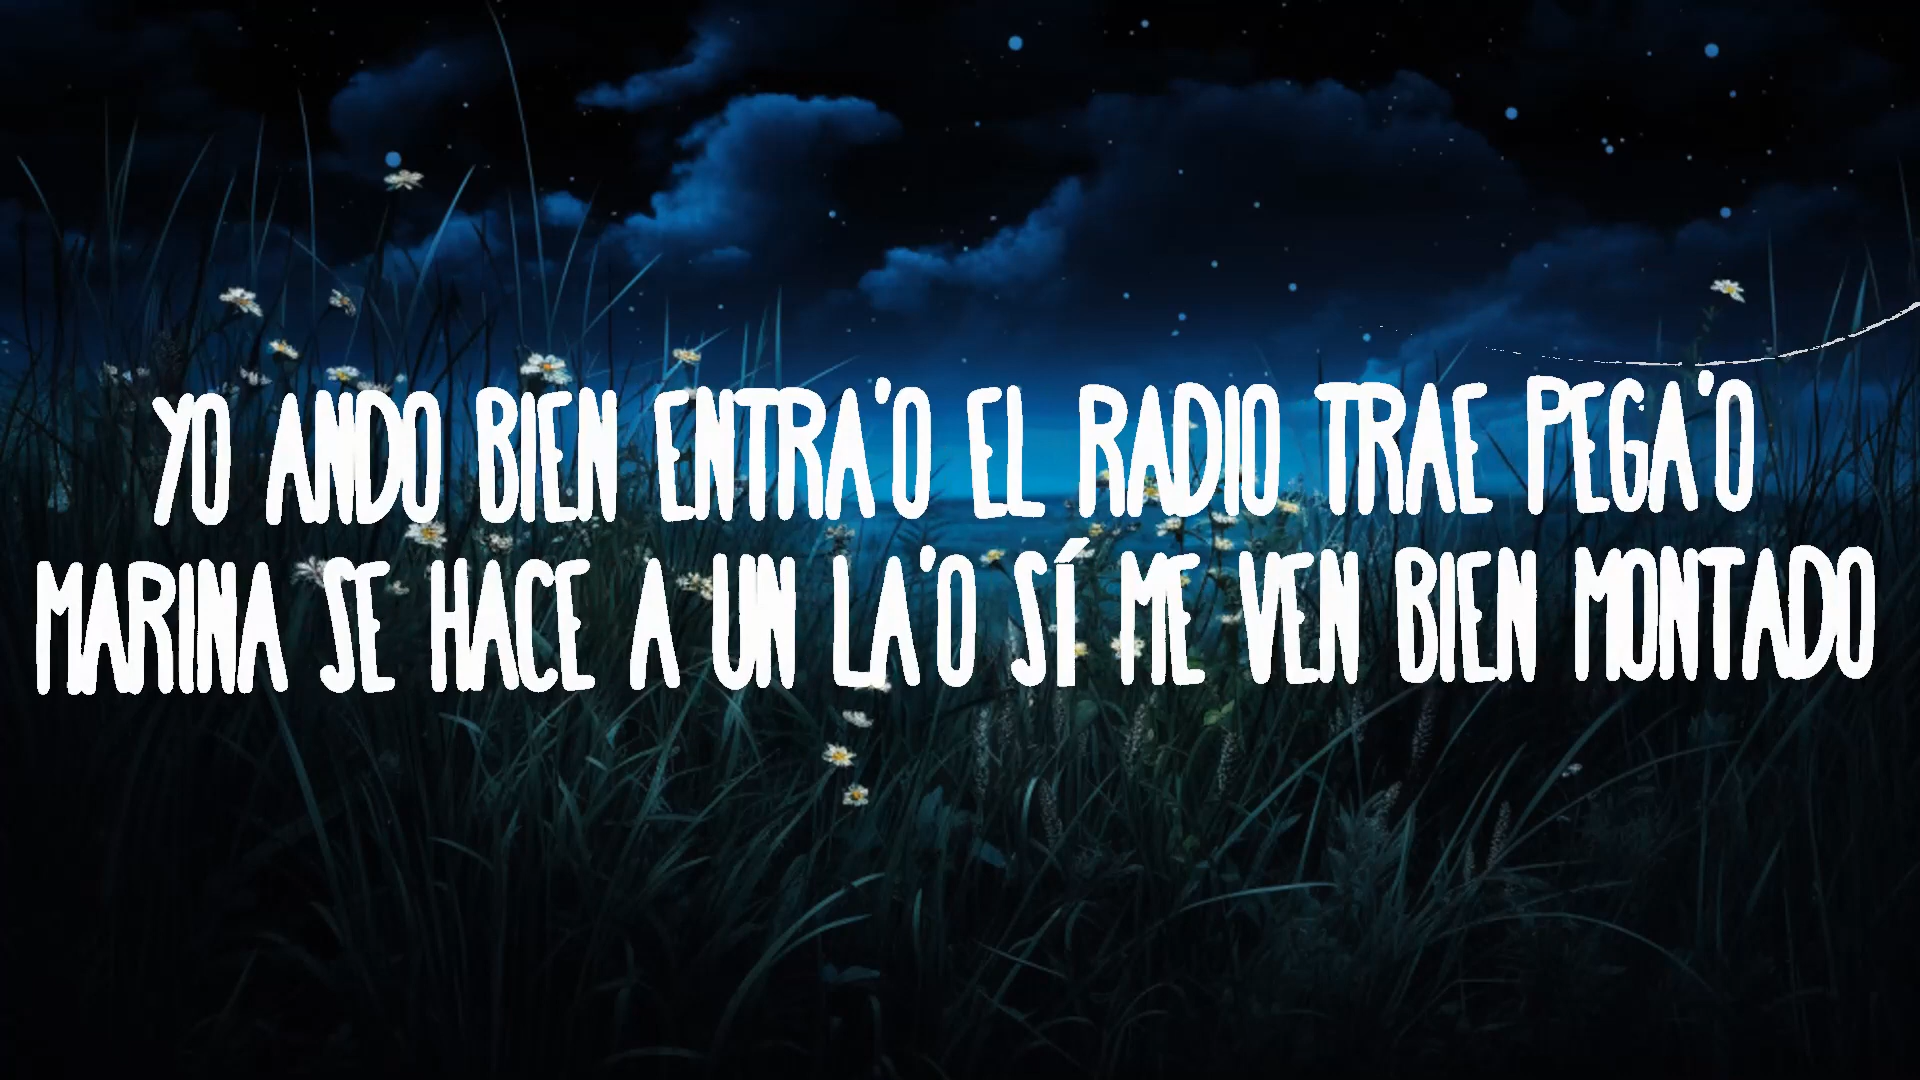 YO ANDO BIEN ENTRA'O EL RADIO TRAE PEGA'O
MARINA SE HACE A UN LA'O SÍ ME VEN BIEN MONTADO